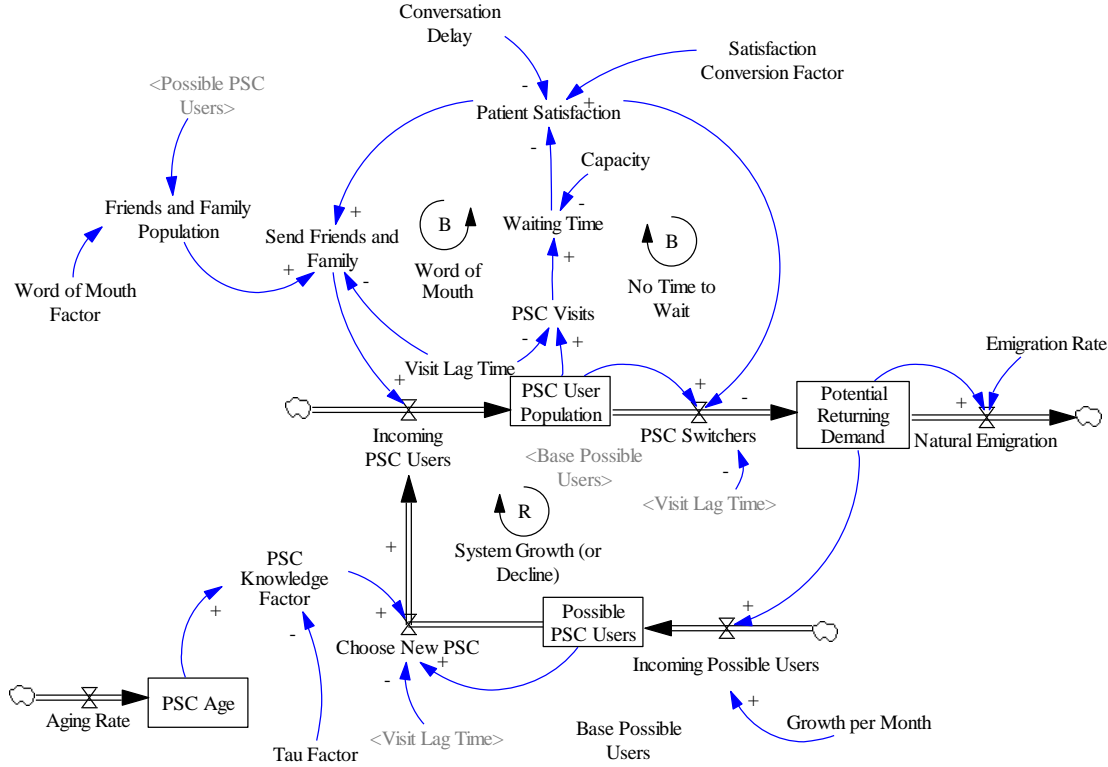 Conversation
Delay
Satisfaction
Conversion Factor
<Possible PSC
Users>
-
-
+
Patient Satisfaction
-
Capacity
Friends and Family
Population
+
B
-
Waiting Time
B
Send Friends and
Family
+
-
+
Word of
Mouth
No Time to
Wait
Word of Mouth
Factor
PSC Visits
-
+
Emigration Rate
Visit Lag Time
+
PSC User
Population
+
-
Potential
Returning
Demand
+
Incoming
PSC Users
PSC Switchers
Natural Emigration
<Base Possible
Users>
-
<Visit Lag Time>
R
System Growth (or
Decline)
+
PSC
Knowledge
Factor
+
+
Possible
PSC Users
+
-
Choose New PSC
+
Incoming Possible Users
-
PSC Age
+
Aging Rate
<Visit Lag Time>
Base Possible
Users
Growth per Month
Tau Factor